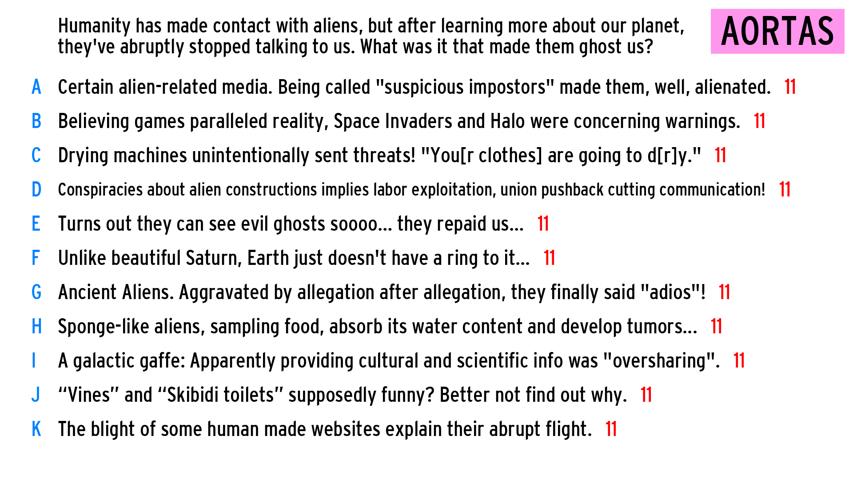 Humanity has made contact with aliens, but after learning more about our planet,
they've abruptly stopped talking to us. What was it that made them ghost us?
AORTAS
A Certain alien-related media. Being called "suspicious impostors" made them, well, alienated. 11
B Believing games paralleled reality, Space Invaders and Halo were concerning warnings. 11
C Drying machines unintentionally sent threats! "You[r clothes] are going to d[r]y." 11
D Conspiracies about alien constructions implies labor exploitation, union pushback cutting communication! 11
E Turns out they can see evil ghosts soooo... they repaid us... 11
F Unlike beautiful Saturn, Earth just doesn't have a ring to it... 11
G Ancient Aliens. Aggravated by allegation after allegation, they finally said "adios"! 11
H Sponge-like aliens, sampling food, absorb its water content and develop tumors... 11
I A galactic gaffe: Apparently providing cultural and scientific info was "oversharing". 11
J “Vines” and “Skibidi toilets” supposedly funny? Better not find out why. 11
K The blight of some human made websites explain their abrupt flight. 11